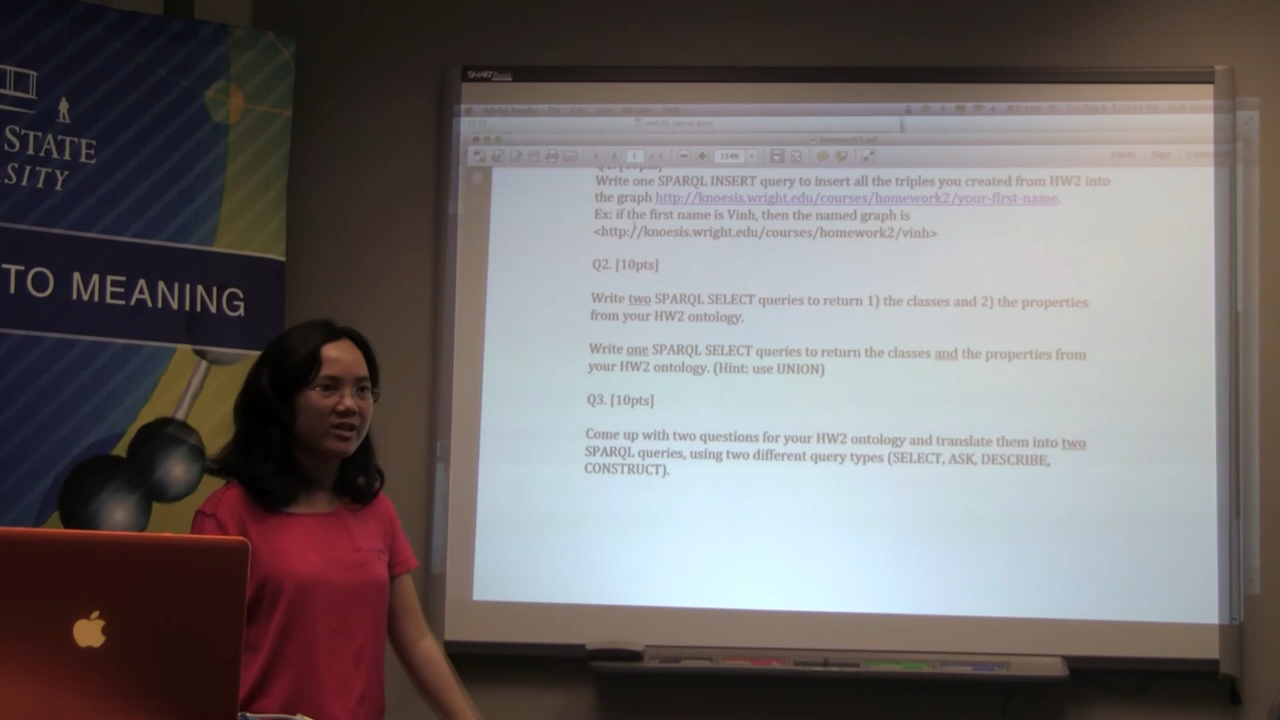 STATE
SITY
TO MEANING
SMART Board
114%
Write one SPARQL INSERT query to insert all the triples you created from HW2 into
the graph http://knoesis.wright.edu/courses/homework2/your-first-name.
Ex: if the first name is Vinh, then the named graph is
<http://knoesis.wright.edu/courses/homework2/vinh>
Q2. [10pts]
Write two SPARQL SELECT queries to return 1) the classes and 2) the properties
from your HW2 ontology.
Write one SPARQL SELECT queries to return the classes and the properties from
your HW2 ontology. (Hint: use UNION)
Q3. [10pts]
Come up with two questions for your HW2 ontology and translate them into two
SPARQL queries, using two different query types (SELECT, ASK, DESCRIBE,
CONSTRUCT).